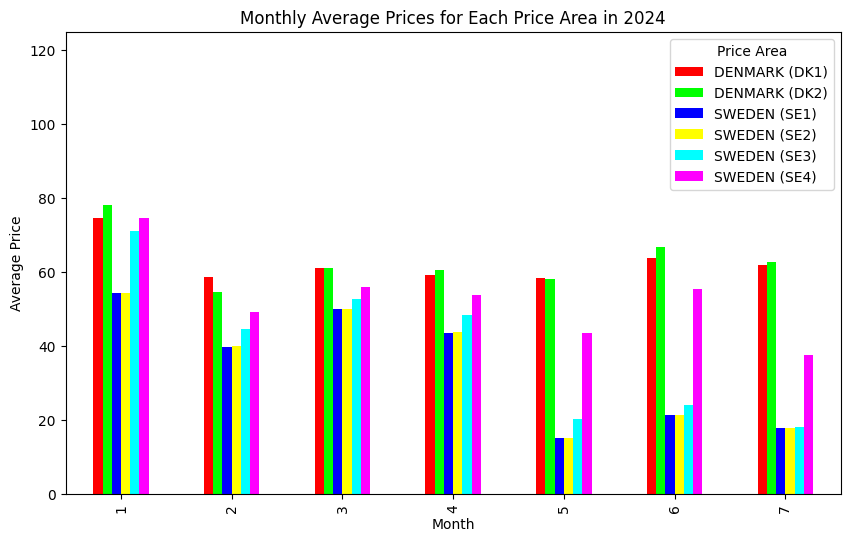 Monthly Average Prices for Each Price Area in 2024
Price Area
DENMARK (DK1)
DENMARK (DK2)
SWEDEN (SE1)
SWEDEN (SE2)
SWEDEN (SE3)
SWEDEN (SE4)
Average Price
120
100
80
60
40
20
0
1
2
3
4
5
6
7
Month